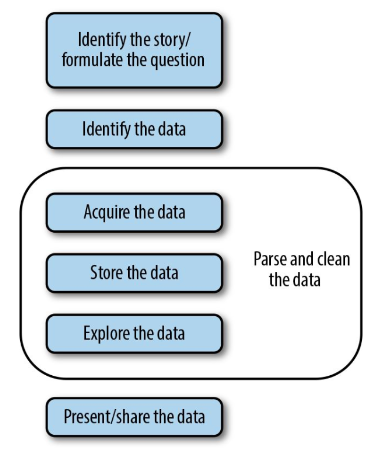 Identify the story/
formulate the question
Identify the data
Acquire the data
Store the data
Parse and clean
the data
Explore the data
Present/share the data